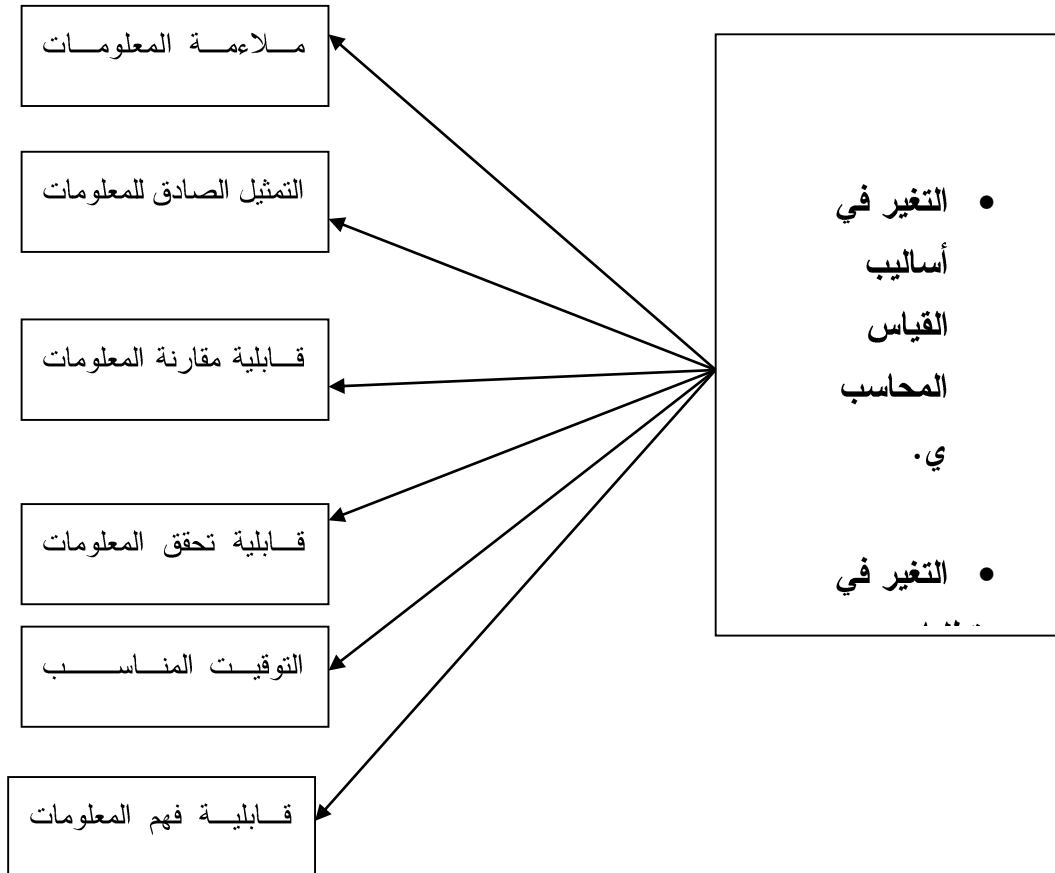 • التغير في
أساليب
القياس
المحاسب
ي.
• التغير في
ملاءمة المعلومات
التمثيل الصادق للمعلومات
قابلية مقارنة المعلومات
قابلية تحقق المعلومات
التوقيت المناسب
قابلية فهم المعلومات